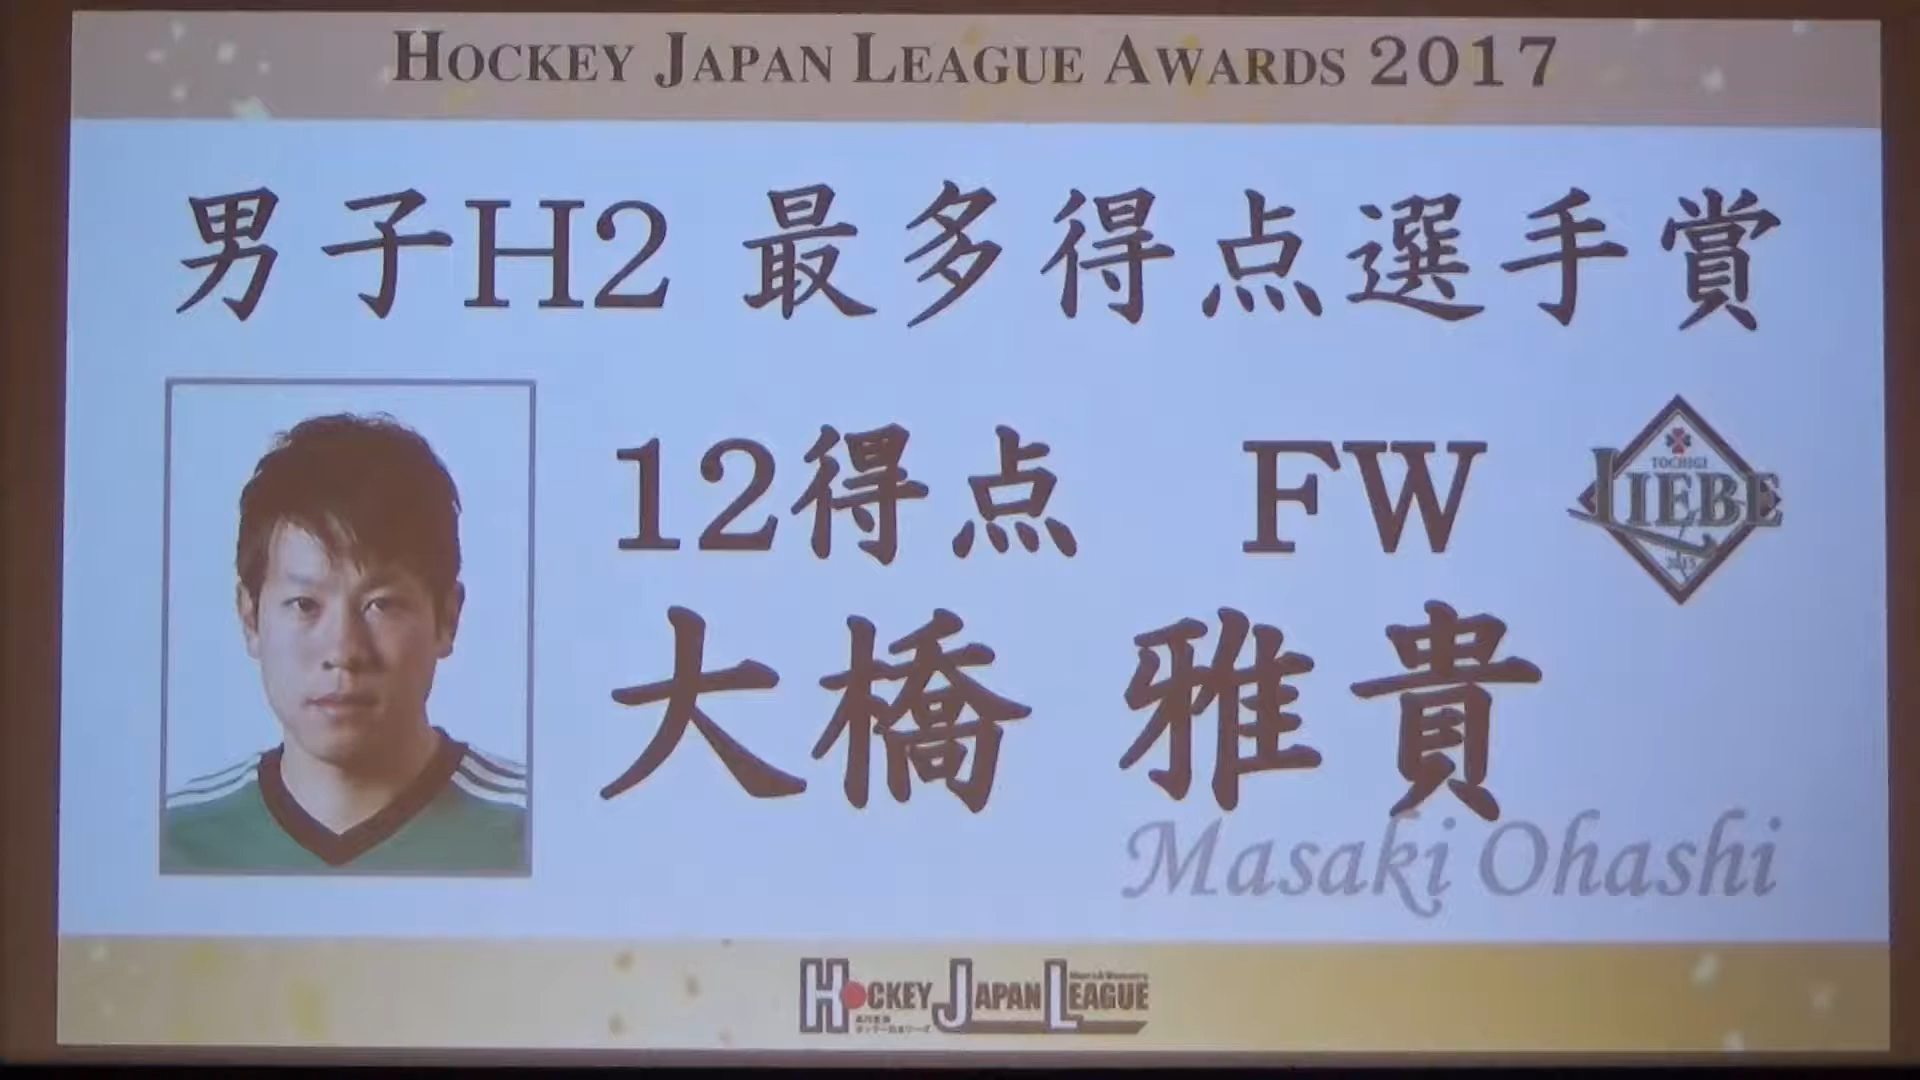 HOCKEY JAPAN LEAGUE AWARDS 2017
男子H2 最多得点選手賞
12得点 FW
TOCHIGI
LIEBE
2015
大橋 雅貴
Masaki Ohashi
HOCKEY JAPAN LEAGUE